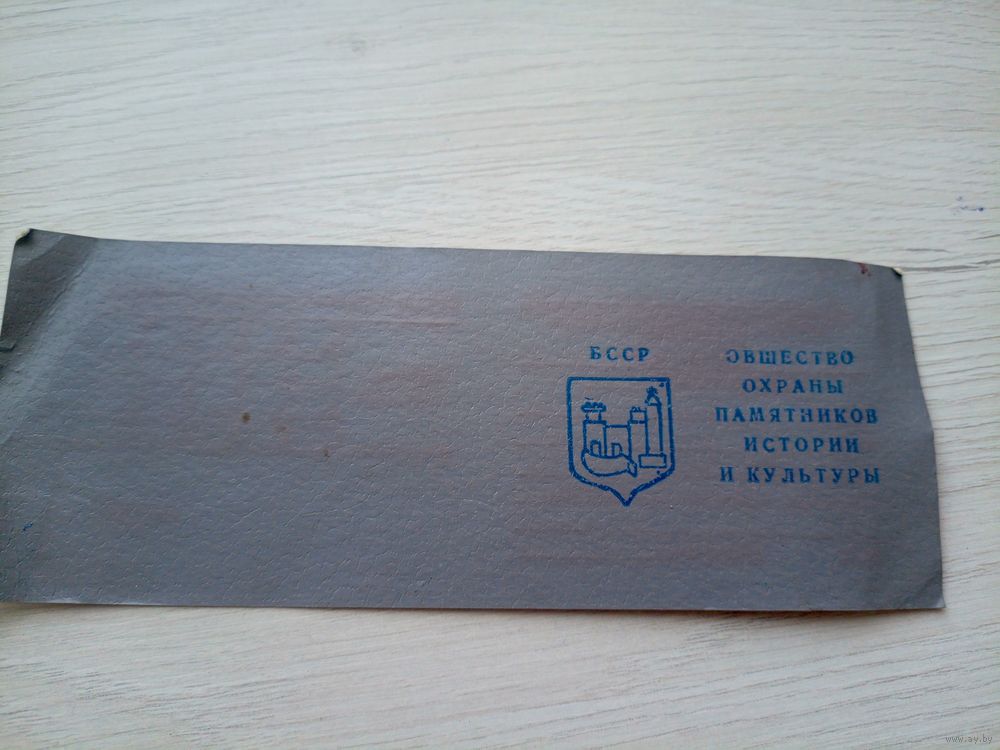 БССР
ОБЩЕСТВО
ОХРАНЫ
ПАМЯТНИКОВ
ИСТОРИИ
И КУЛЬТУРЫ
www.ay.by